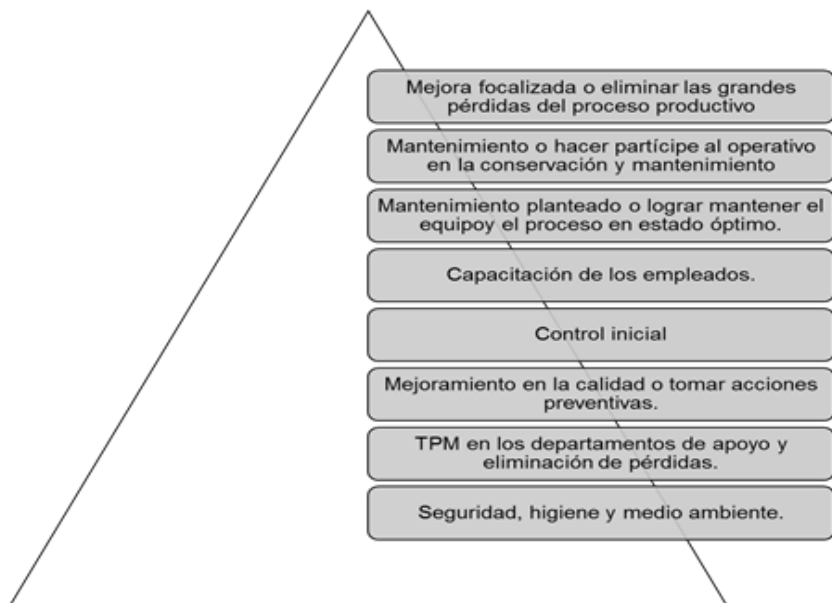 Mejora focalizada o eliminar las grandes
pérdidas del proceso productivo
Mantenimiento o hacer partícipe al operativo
en la conservación y mantenimiento
Mantenimiento planteado o lograr mantener el
equipoy el proceso en estado óptimo.
Capacitación de los empleados.
Control inicial
Mejoramiento en la calidad o tomar acciones
preventivas.
TPM en los departamentos de apoyo y
eliminación de pérdidas.
Seguridad, higiene y medio ambiente.